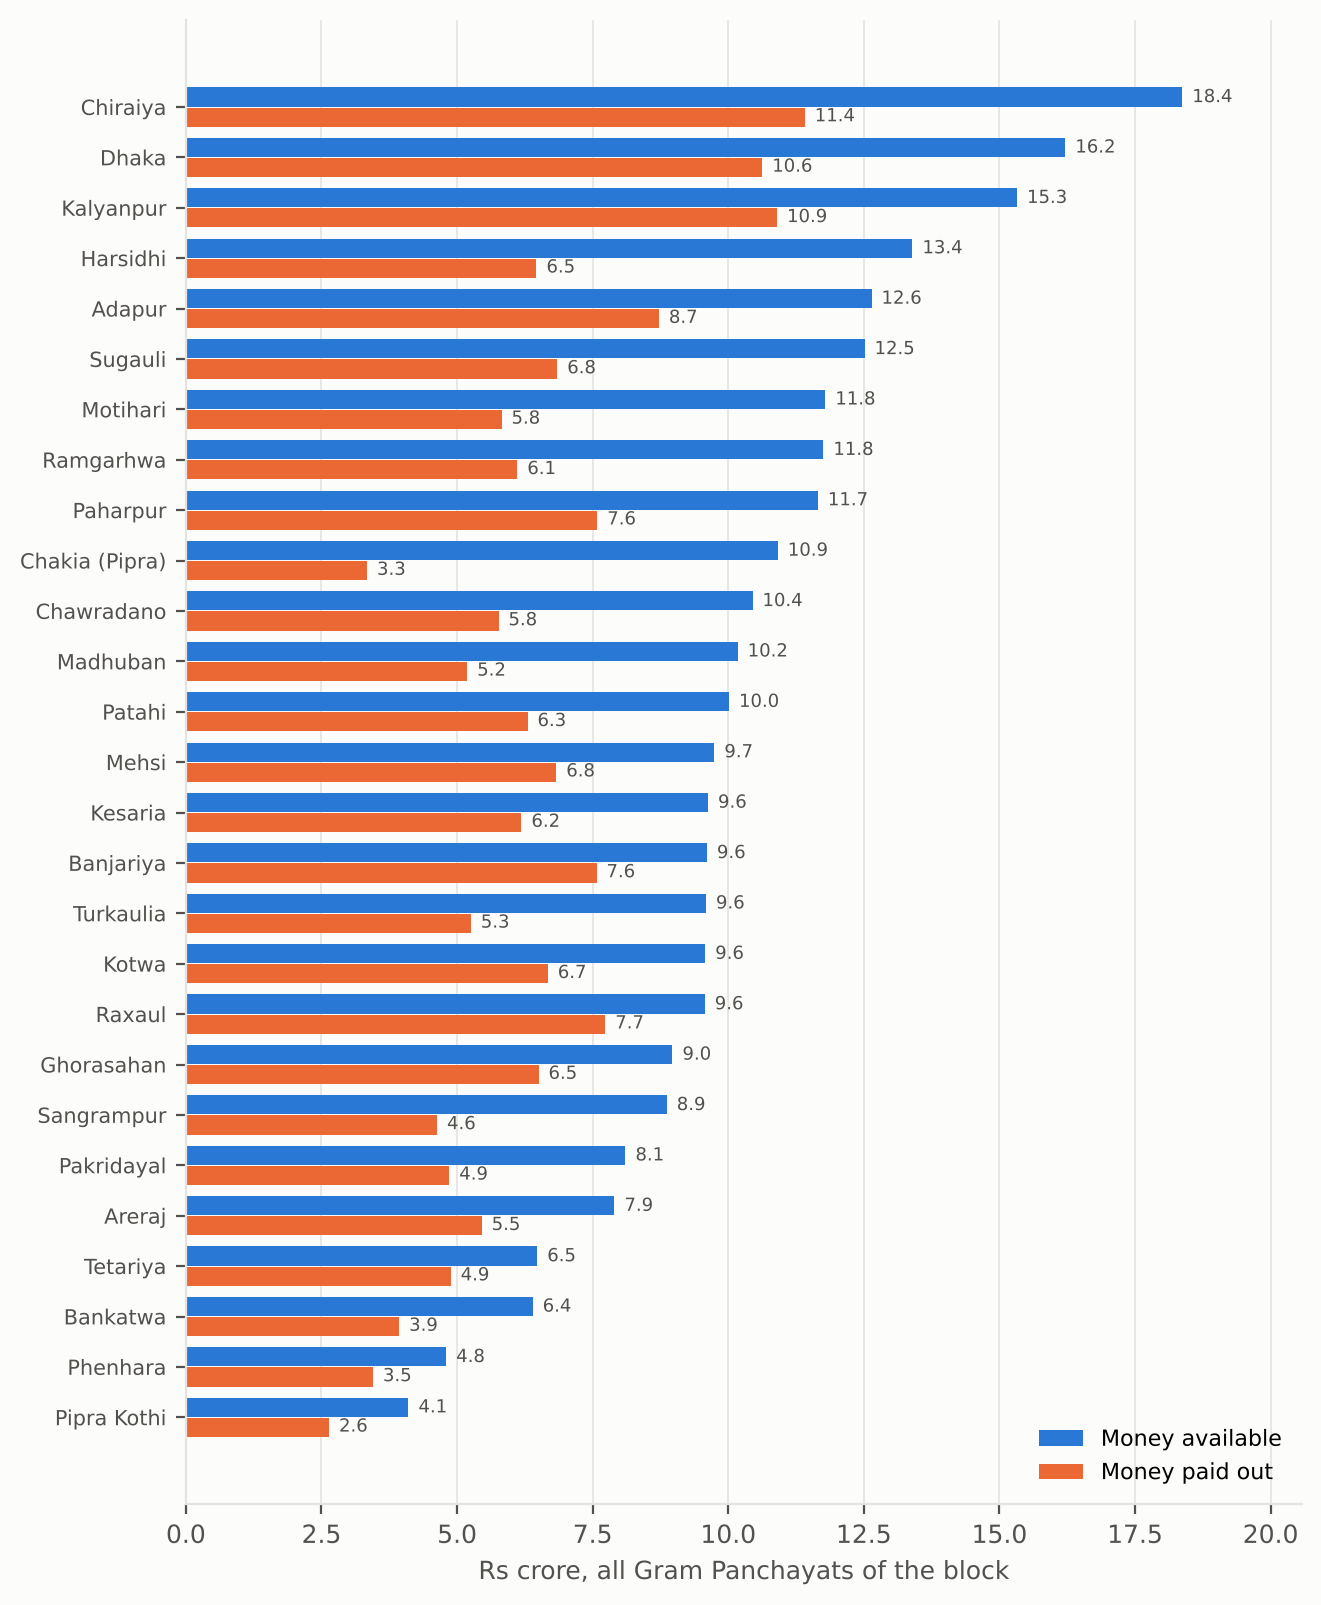 Chiraiya 18.4
11.4
Dhaka 16.2
10.6
Kalyanpur 15.3
10.9
Harsidhi 13.4
6.5
Adapur 12.6
8.7
Sugauli 12.5
6.8
Motihari 11.8
5.8
Ramgarhwa 11.8
6.1
Paharpur 11.7
7.6
Chakia (Pipra) 10.9
3.3
Chawradano 10.4
5.8
Madhuban 10.2
5.2
Patahi 10.0
6.3
Mehsi 9.7
6.8
Kesaria 9.6
6.2
Banjariya 9.6
7.6
Turkaulia 9.6
5.3
Kotwa 9.6
6.7
Raxaul 9.6
7.7
Ghorasahan 9.0
6.5
Sangrampur 8.9
4.6
Pakridayal 8.1
4.9
Areraj 7.9
5.5
Tetariya 6.5
4.9
Bankatwa 6.4
3.9
Phenhara 4.8
3.5
Pipra Kothi 4.1
2.6
Money available
Money paid out
0.0 2.5 5.0 7.5 10.0 12.5 15.0 17.5 20.0
Rs crore, all Gram Panchayats of the block